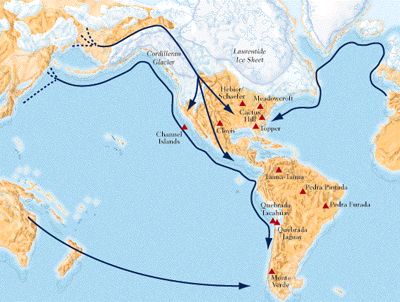 Cordilleran
Glacier
Laurentide
Ice Sheet
Hebior/
Schaefer
Meadowcroft
Cactus
Hill
Topper
Clovis
Channel
Islands
Taima-Taima
Pedra Pintada
Pedra Furada
Quebrada
Tacahuay
Quebrada
Jaguay
Monte
Verde